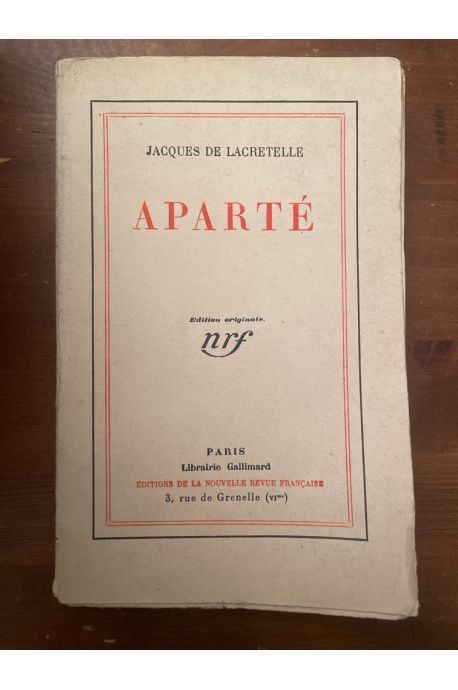 JACQUES DE LACRETELLE
APARTÉ
Edition originale.
nrf
PARIS
Librairie Gallimard
ÉDITIONS DE LA NOUVELLE REVUE FRANÇAISE
3, rue de Grenelle (VIme)